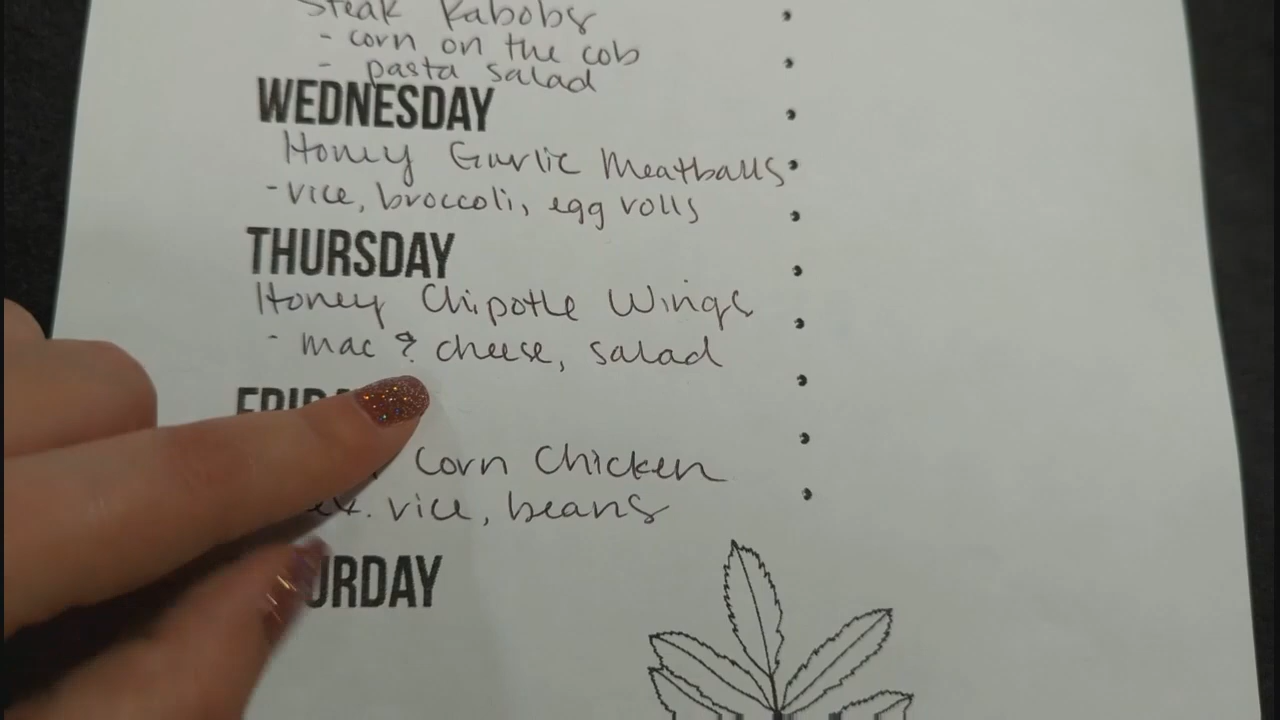 Steak Kabobs
- corn on the cob
- pasta salad
WEDNESDAY
Honey Garlic Meatballs
- rice, broccoli, egg rolls
THURSDAY
Honey Chipotle Wings
- mac & cheese, salad
Corn Chicken
rice, beans